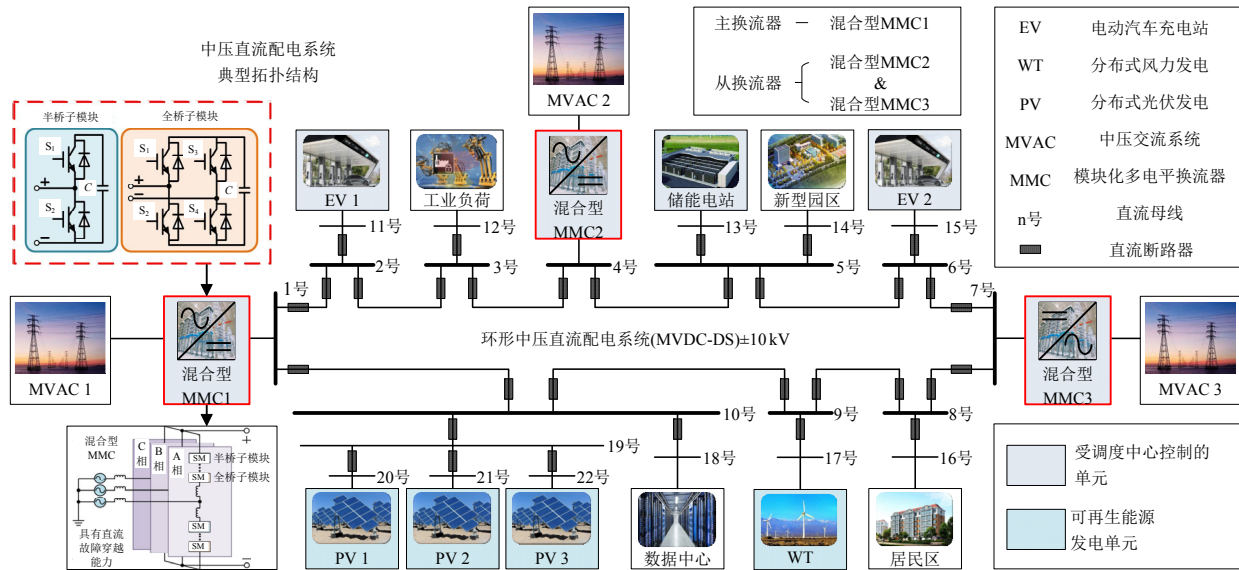 中压直流配电系统
典型拓扑结构
半桥子模块
全桥子模块
S1
S2
C
+
−
S1
S3
S2
S4
C
+
−
MVAC 2
主换流器 — 混合型MMC1
从换流器
混合型MMC2
&
混合型MMC3
EV 电动汽车充电站
WT 分布式风力发电
PV 分布式光伏发电
MVAC 中压交流系统
MMC 模块化多电平换流器
n号 直流母线
直流断路器
EV 1
工业负荷
混合型
MMC2
储能电站
新型园区
EV 2
11号
12号
13号
14号
15号
1号
2号
3号
4号
5号
6号
7号
MVAC 1
混合型
MMC1
环形中压直流配电系统(MVDC-DS)±10 kV
混合型
MMC3
MVAC 3
10号
9号
8号
19号
18号
17号
16号
20号
21号
22号
PV 1
PV 2
PV 3
数据中心
WT
居民区
混合型
MMC
C
相
B
相
A
相
+
SM
半桥子模块
SM
全桥子模块
SM
SM
−
具有直流
故障穿越
能力
受调度中心控制的
单元
可再生能源
发电单元